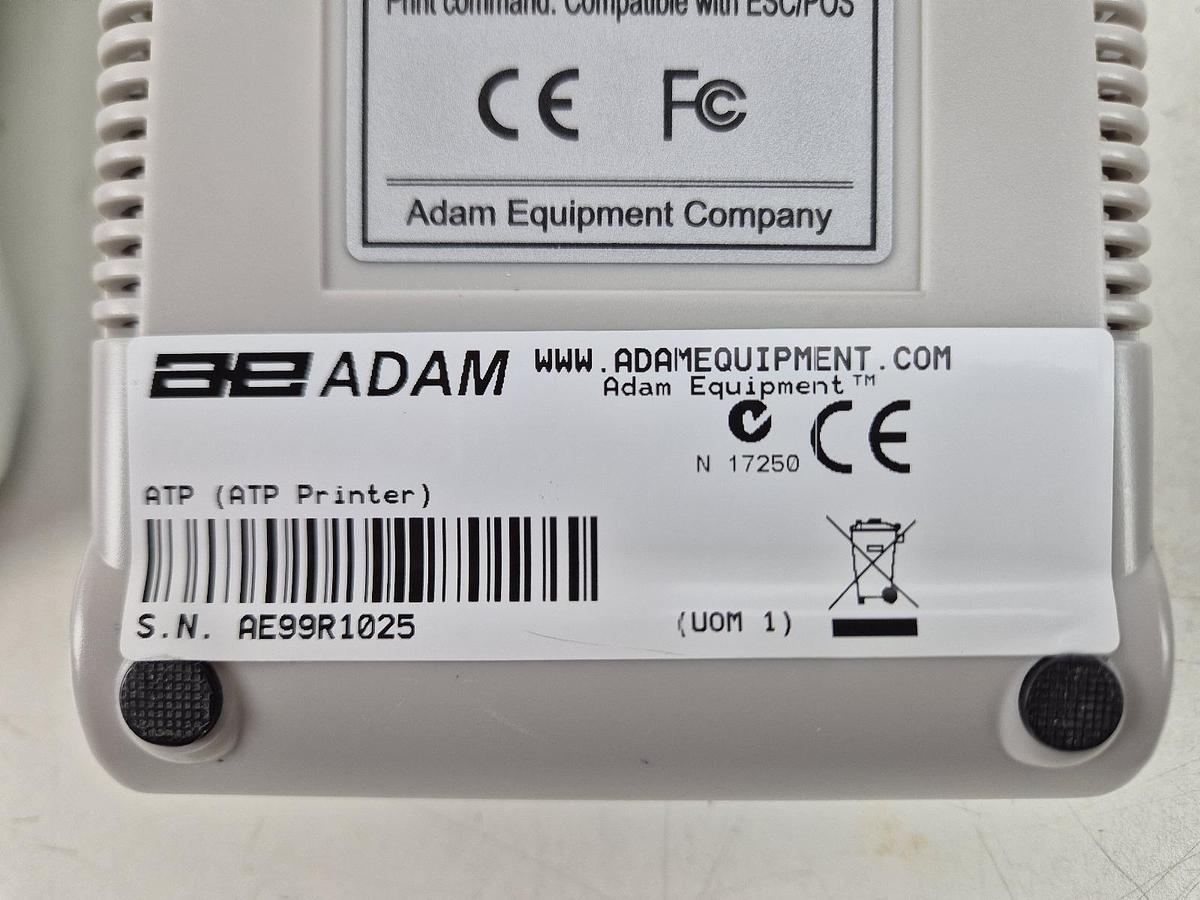 Print command. Compatible with ESC/POS
CE FC
Adam Equipment Company
ae ADAM
WWW.ADAMEQUIPMENT.COM
Adam Equipment™
N 17250
CE
ATP (ATP Printer)
S.N. AE99R1025
(UOM 1)